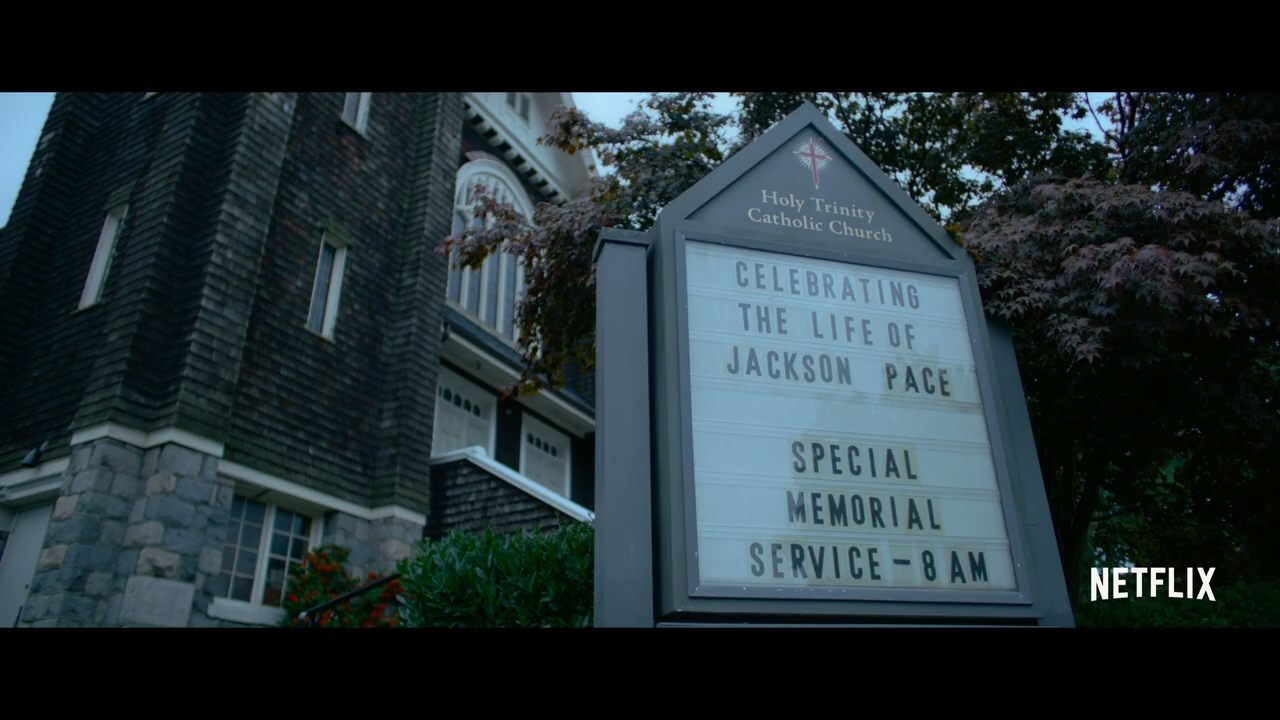 Holy Trinity
Catholic Church
CELEBRATING
THE LIFE OF
JACKSON PACE
SPECIAL
MEMORIAL
SERVICE - 8 AM
NETFLIX